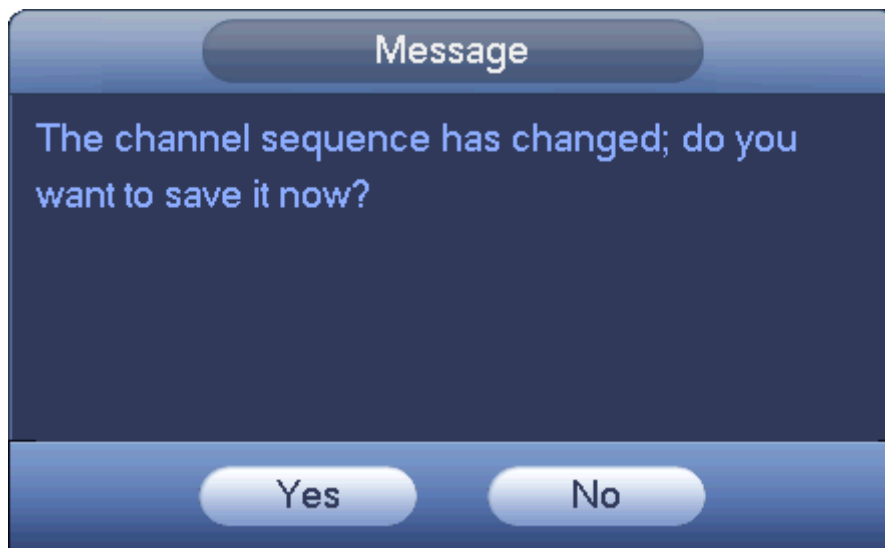 Message
The channel sequence has changed; do you
want to save it now?
Yes No